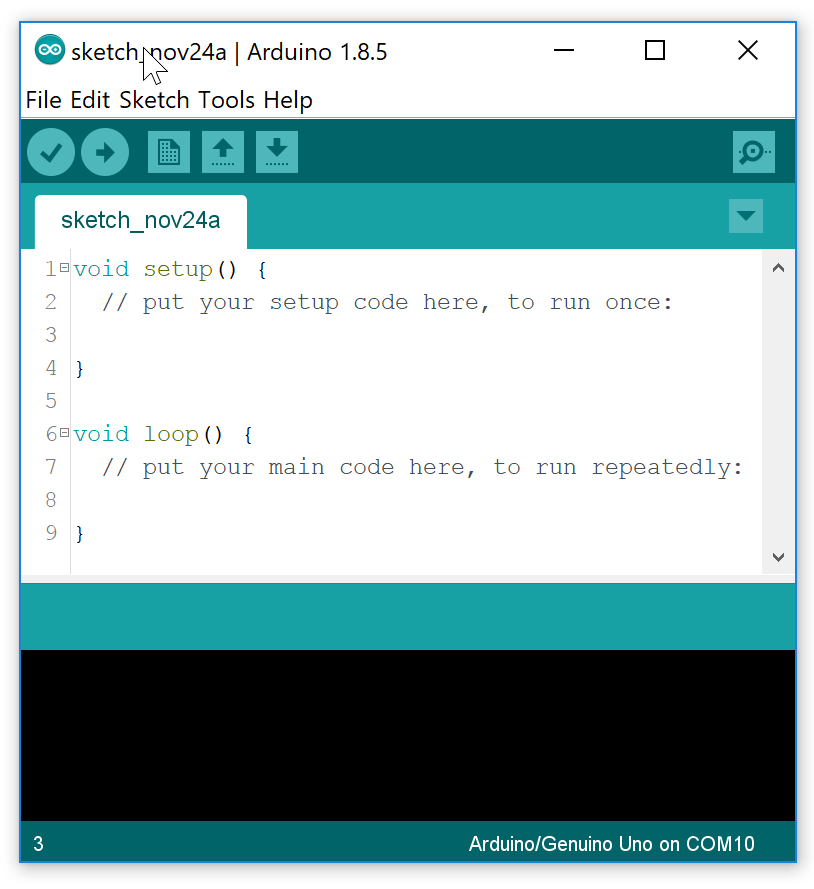 sketch_nov24a | Arduino 1.8.5
File Edit Sketch Tools Help
sketch_nov24a
1 void setup() {
2   // put your setup code here, to run once:
3
4 }
5
6 void loop() {
7   // put your main code here, to run repeatedly:
8
9 }
3 Arduino/Genuino Uno on COM10